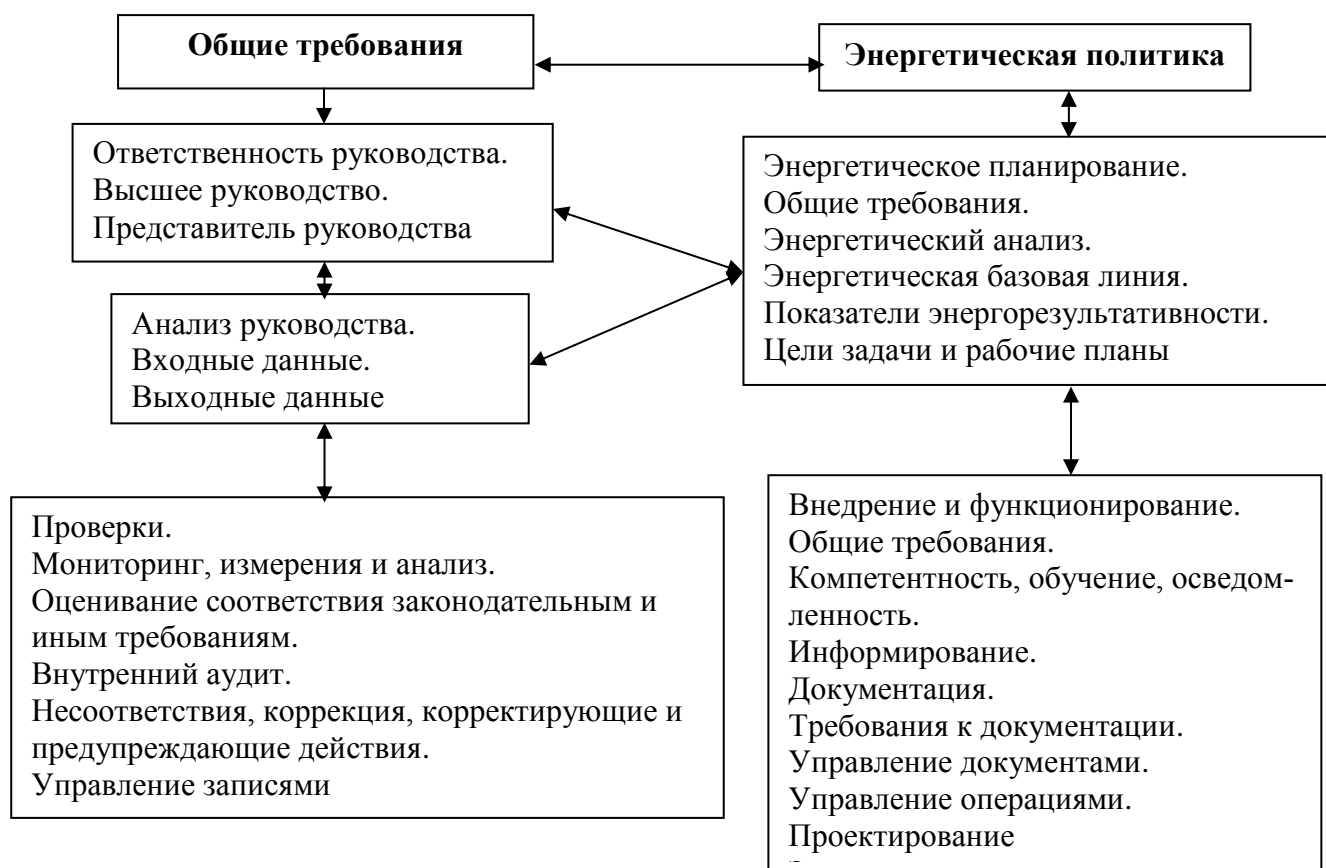 Общие требования
Энергетическая политика
Ответственность руководства.
Высшее руководство.
Представитель руководства
Энергетическое планирование.
Общие требования.
Энергетический анализ.
Энергетическая базовая линия.
Показатели энергорезультативности.
Цели задачи и рабочие планы
Анализ руководства.
Входные данные.
Выходные данные
Проверки.
Мониторинг, измерения и анализ.
Оценивание соответствия законодательным и
иным требованиям.
Внутренний аудит.
Несоответствия, коррекция, корректирующие и
предупреждающие действия.
Управление записями
Внедрение и функционирование.
Общие требования.
Компетентность, обучение, осведом-
ленность.
Информирование.
Документация.
Требования к документации.
Управление документами.
Управление операциями.
Проектирование